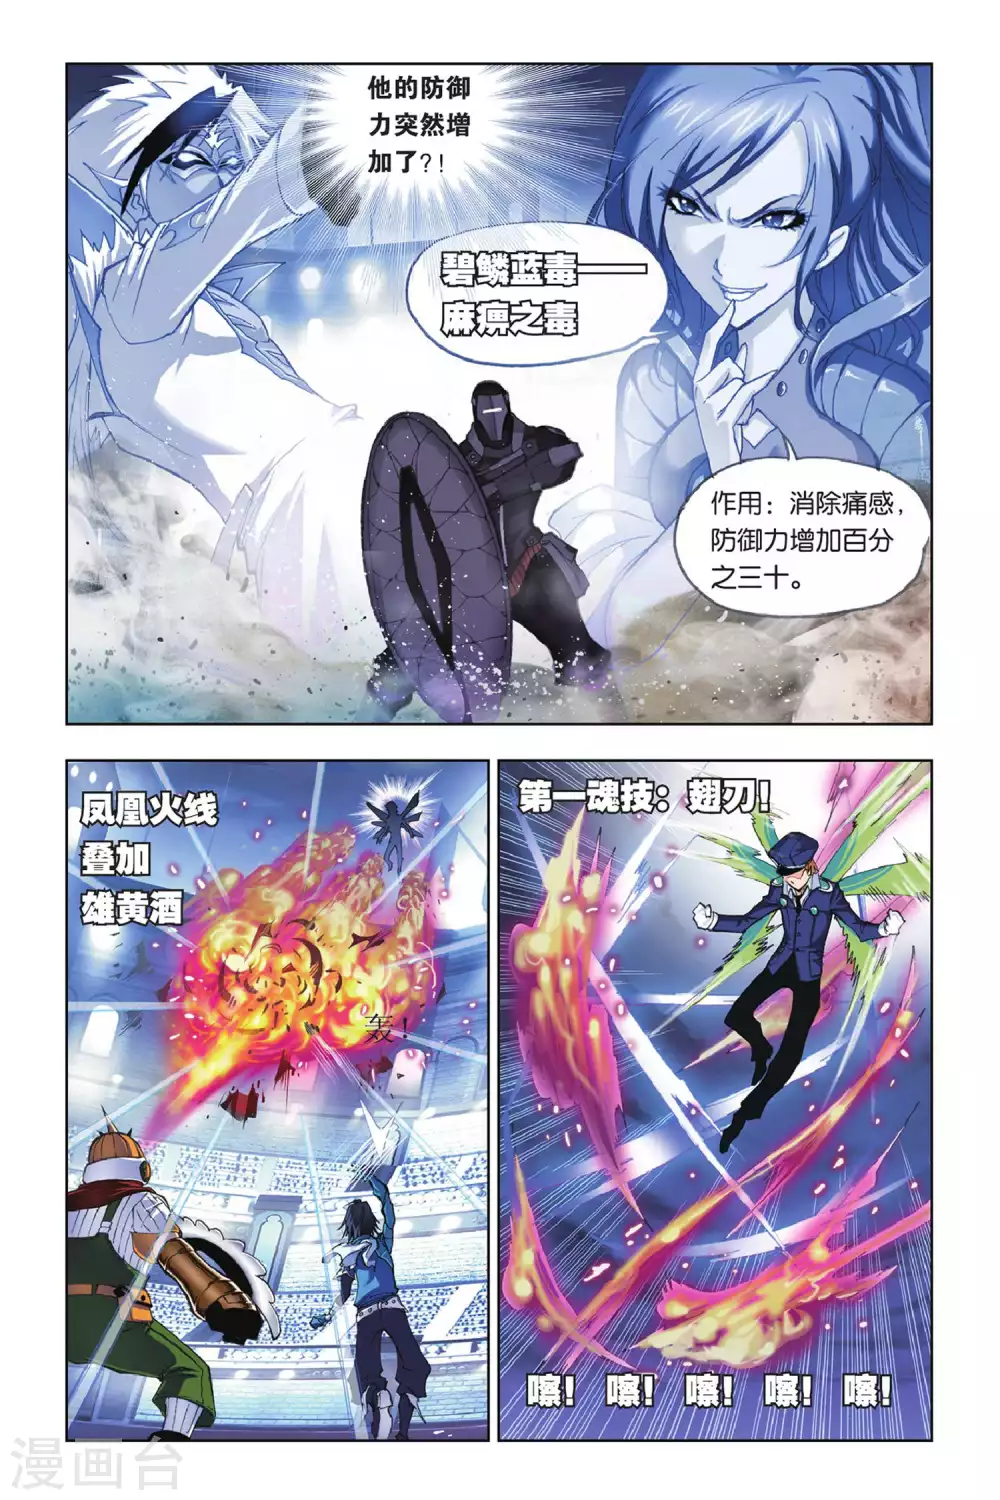 他的防御
力突然增
加了?!
碧鳞蓝毒——
麻痹之毒
作用：消除痛感，
防御力增加百分
之三十。
凤凰火线
叠加
雄黄酒
轰！
第一魂技：翅刃！
嚓！嚓！嚓！嚓！嚓！
漫画台